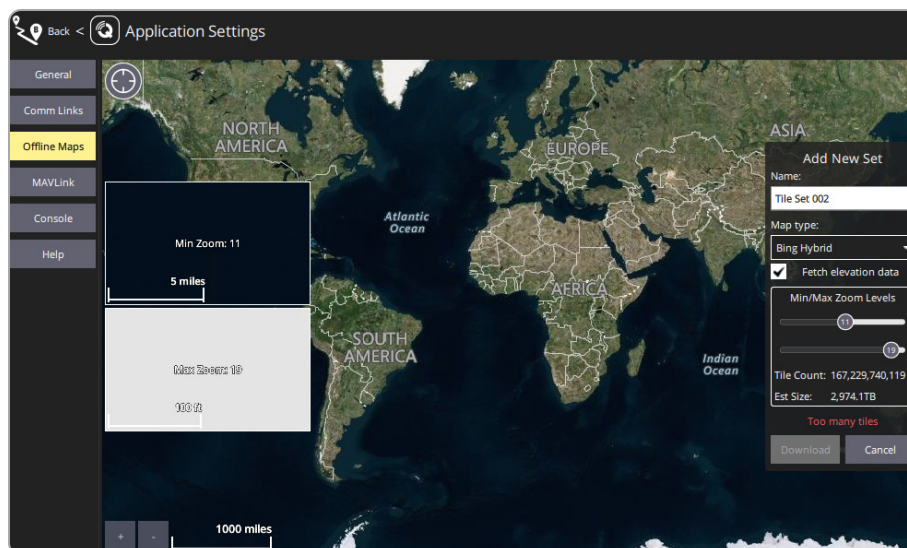 Back < Application Settings
General
Comm Links
Offline Maps
MAVLink
Console
Help
NORTH
AMERICA
EUROPE
ASIA
Atlantic
Ocean
AFRICA
SOUTH
AMERICA
Indian
Ocean
Min Zoom: 11
5 miles
Max Zoom: 19
100 ft
+
-
1000 miles
Add New Set
Name:
Tile Set 002
Map type:
Bing Hybrid
Fetch elevation data
Min/Max Zoom Levels
11
19
Tile Count: 167,229,740,119
Est Size: 2,974.1TB
Too many tiles
Download Cancel